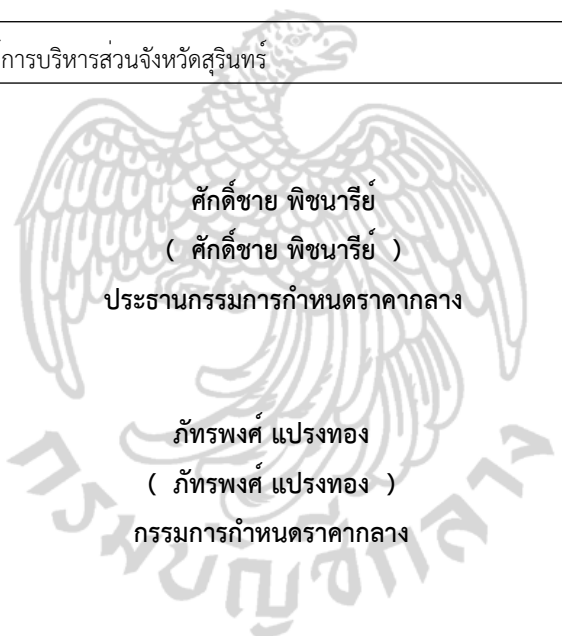 การบริหารส่วนจังหวัดสุรินทร์
ศักดิ์ชาย พิชนารีย์
( ศักดิ์ชาย พิชนารีย์ )
ประธานกรรมการกำหนดราคากลาง
ภัทรพงศ์ แปรงทอง
( ภัทรพงศ์ แปรงทอง )
กรรมการกำหนดราคากลาง
กรมบัญชีกลาง